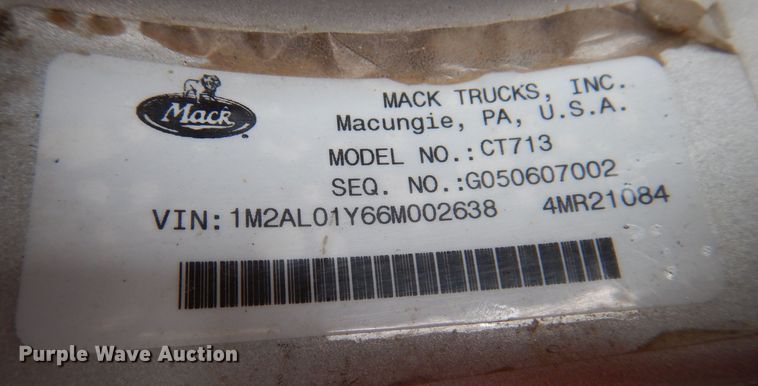 Mack
MACK TRUCKS, INC.
Macungie, PA, U.S.A.
MODEL NO.:CT713
SEQ. NO.:G050607002
VIN:1M2AL01Y66M002638 4MR21084
Purple Wave Auction